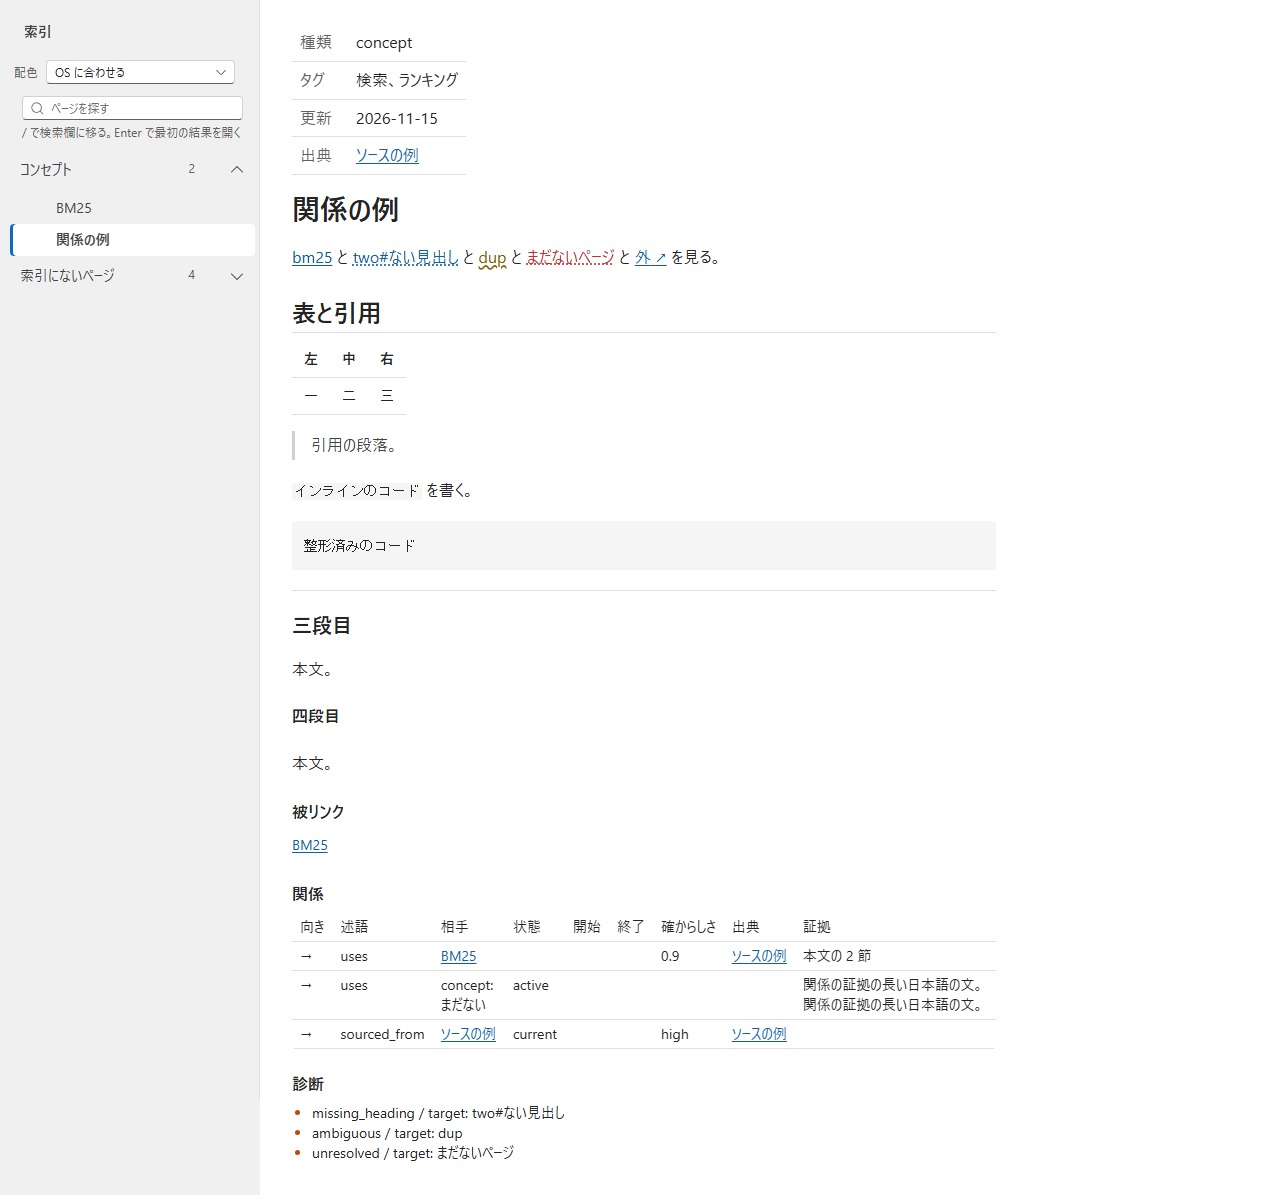 索引
配色 OS に合わせる
ページを探す
/ で検索欄に移る。Enter で最初の結果を開く
コンセプト 2
BM25
関係の例
索引にないページ 4
種類 concept
タグ 検索、ランキング
更新 2026-11-15
出典 ソースの例
関係の例
bm25 と two#ない見出し と dup と まだないページ と 外 ↗ を見る。
表と引用
左 中 右
一 二 三
引用の段落。
インラインのコード を書く。
整形済みのコード
三段目
本文。
四段目
本文。
被リンク
BM25
関係
向き 述語 相手 状態 開始 終了 確からしさ 出典 証拠
→ uses BM25 0.9 ソースの例 本文の 2 節
→ uses concept: active 関係の証拠の長い日本語の文。
まだない 関係の証拠の長い日本語の文。
→ sourced_from ソースの例 current high ソースの例
診断
missing_heading / target: two#ない見出し
ambiguous / target: dup
unresolved / target: まだないページ